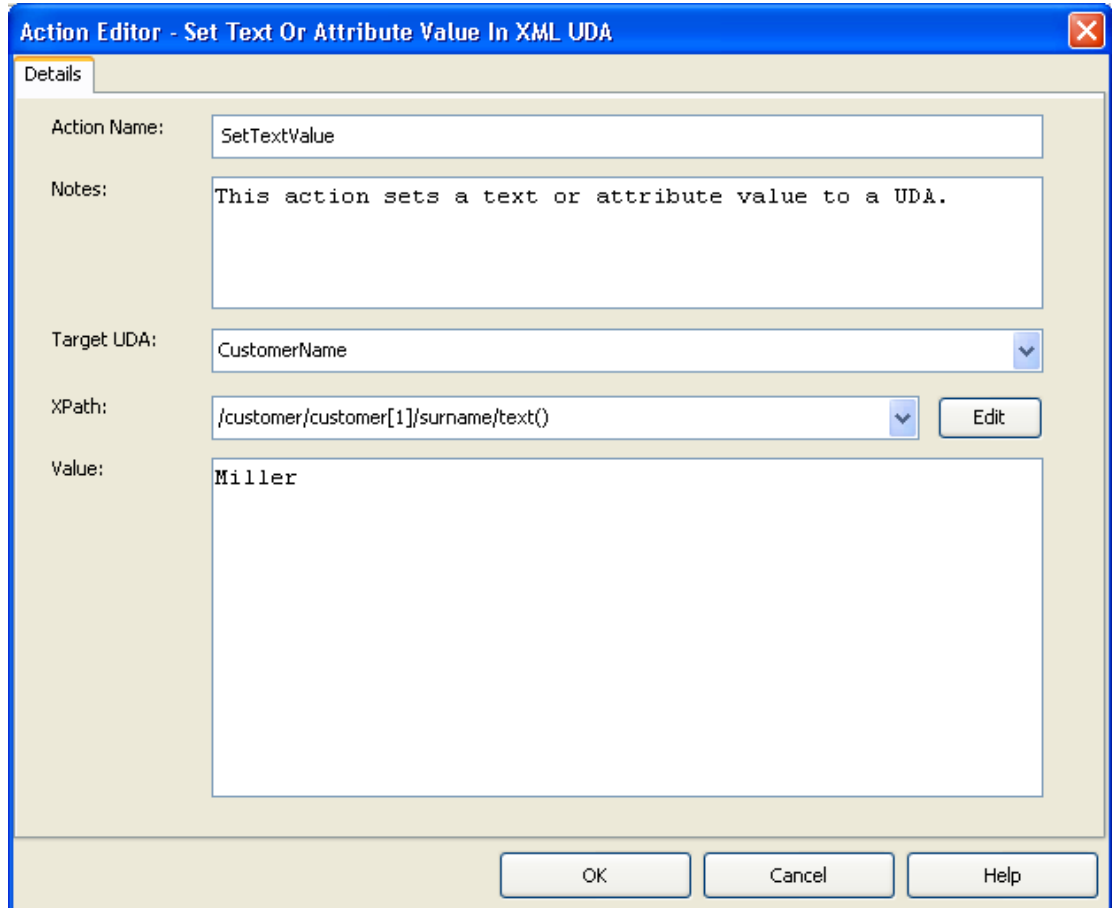 Action Editor - Set Text Or Attribute Value In XML UDA
Details
Action Name:
SetTextValue
Notes:
This action sets a text or attribute value to a UDA.
Target UDA:
CustomerName
XPath:
/customer/customer[1]/surname/text()
Edit
Value:
Miller
OK
Cancel
Help